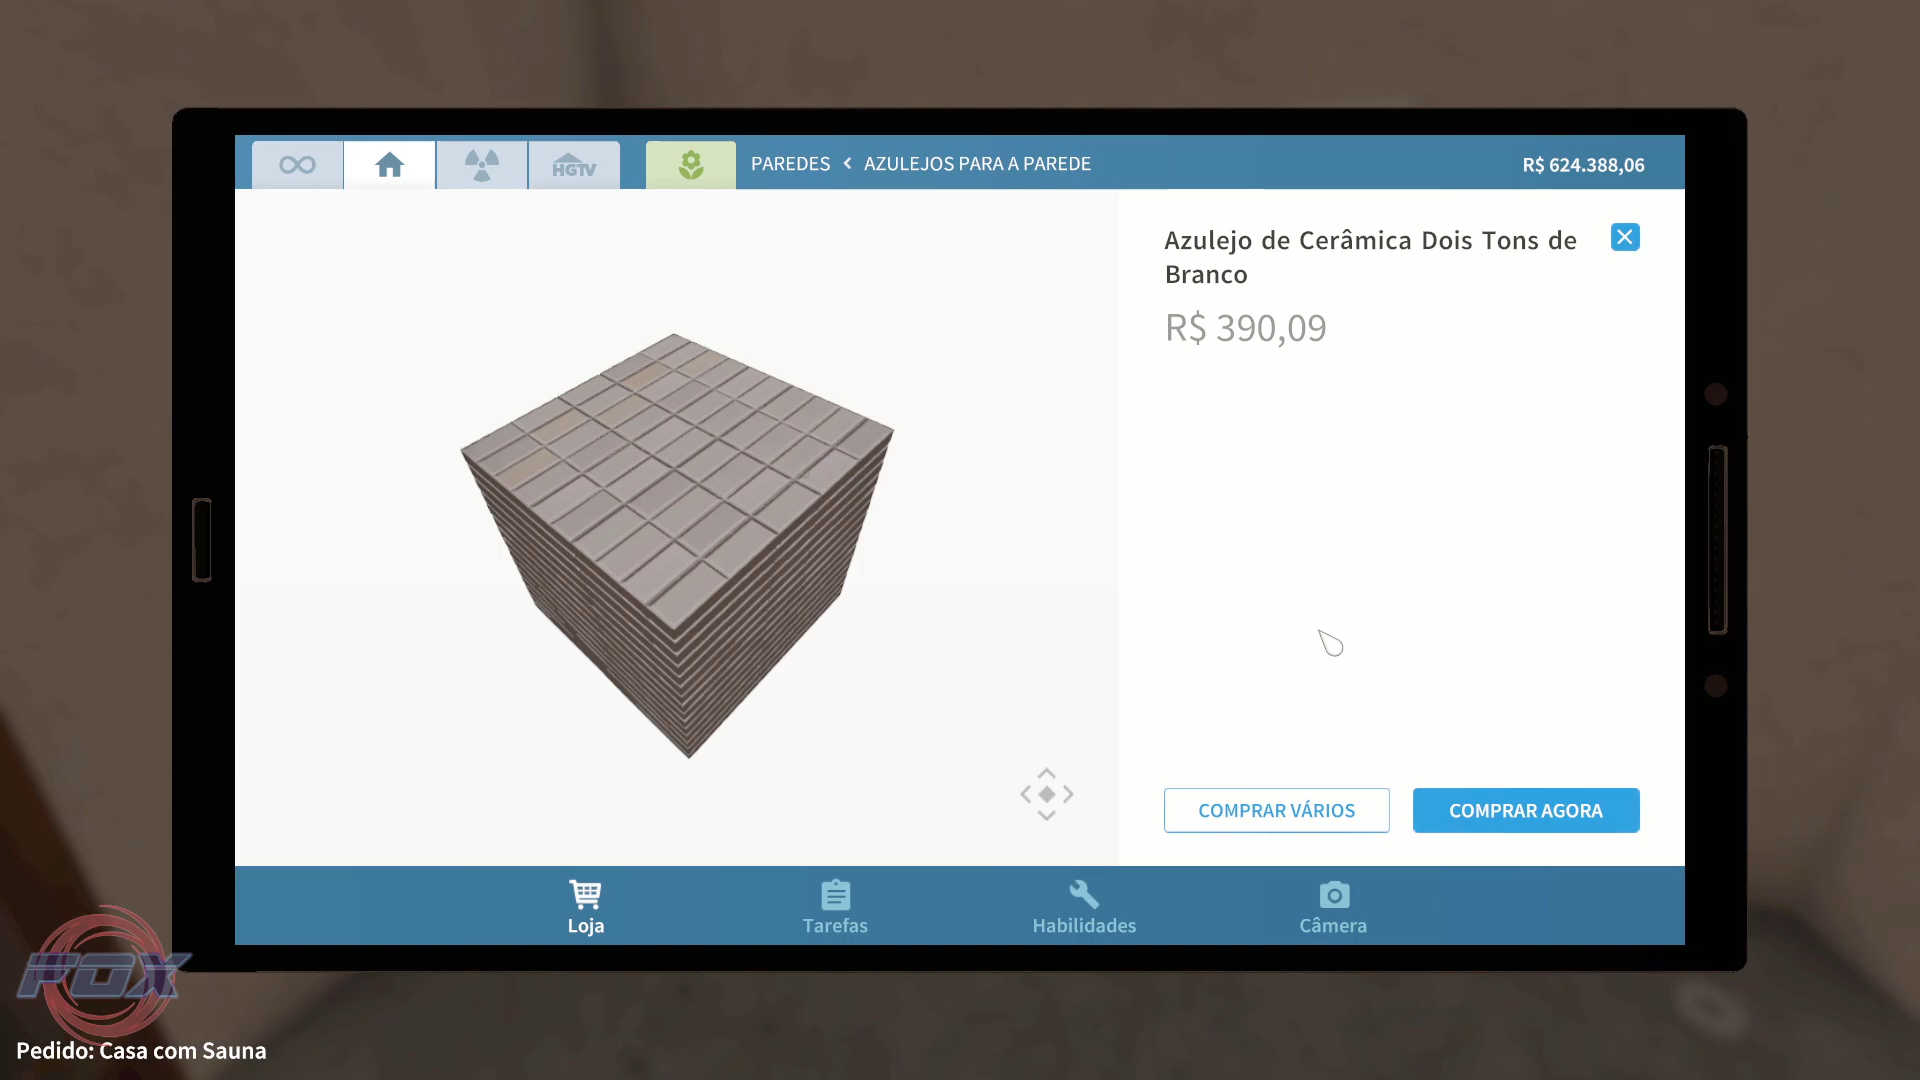 HGTV
PAREDES < AZULEJOS PARA A PAREDE
R$ 624.388,06
Azulejo de Cerâmica Dois Tons de
Branco
R$ 390,09
COMPRAR VÁRIOS
COMPRAR AGORA
Loja
Tarefas
Habilidades
Câmera
POX
Pedido: Casa com Sauna